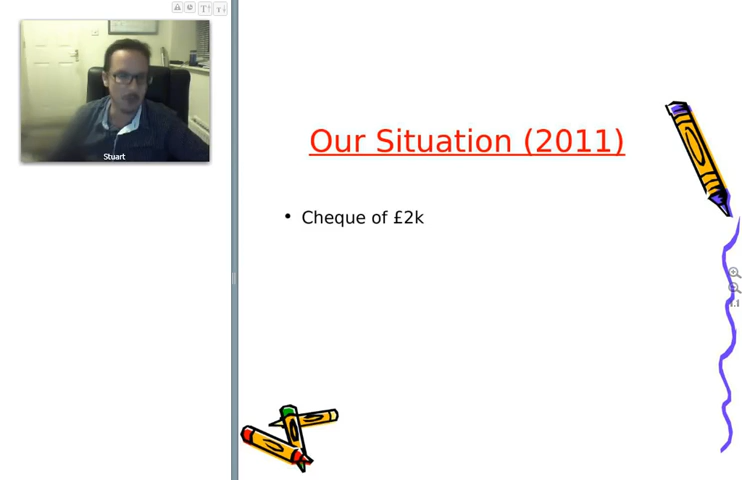 Stuart
Our Situation (2011)
• Cheque of £2k